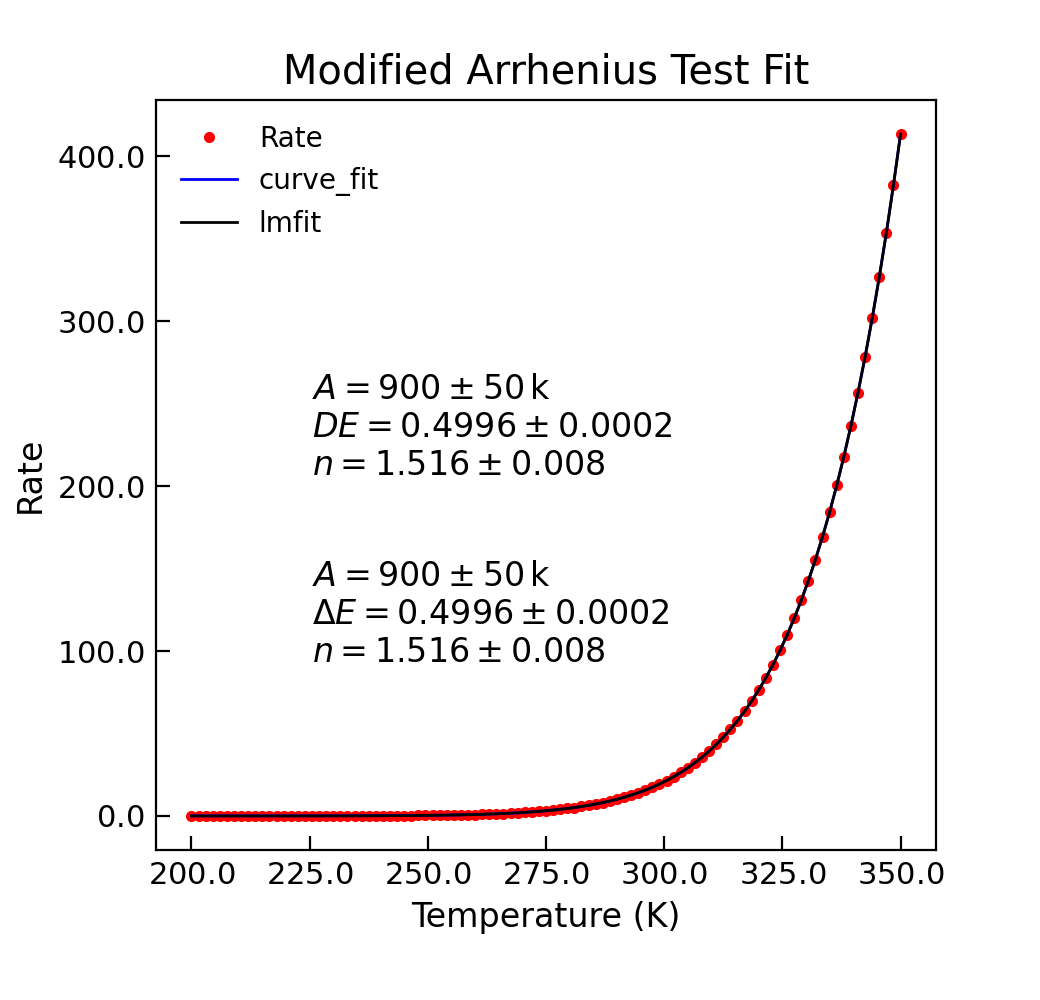 Modified Arrhenius Test Fit
Rate
curve_fit
lmfit
400.0
300.0
200.0
100.0
0.0
Rate
A = 900 ± 50 k
DE = 0.4996 ± 0.0002
n = 1.516 ± 0.008
A = 900 ± 50 k
ΔE = 0.4996 ± 0.0002
n = 1.516 ± 0.008
200.0 225.0 250.0 275.0 300.0 325.0 350.0
Temperature (K)